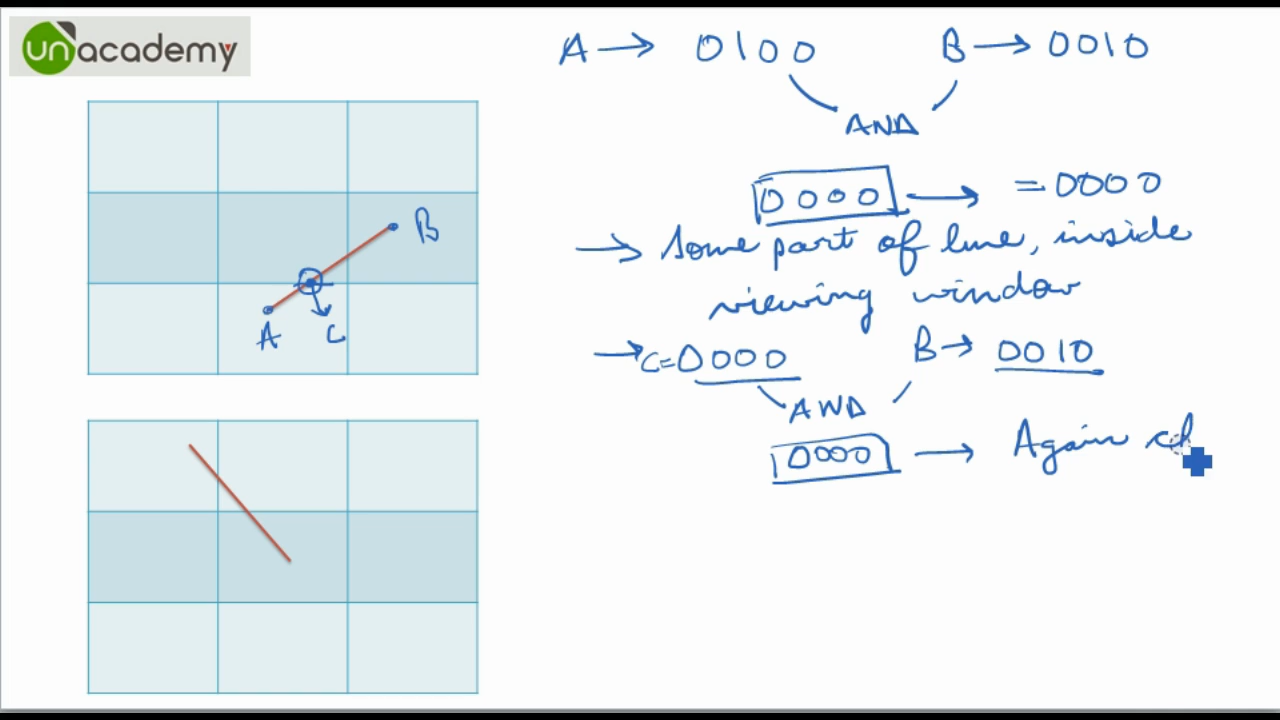 unacademy
A → 0100 B → 0010
AND
0000 → = 0000
→ Some part of line, inside
viewing window
→ C = 0000 B → 0010
AND
0000 → Again
B
A C